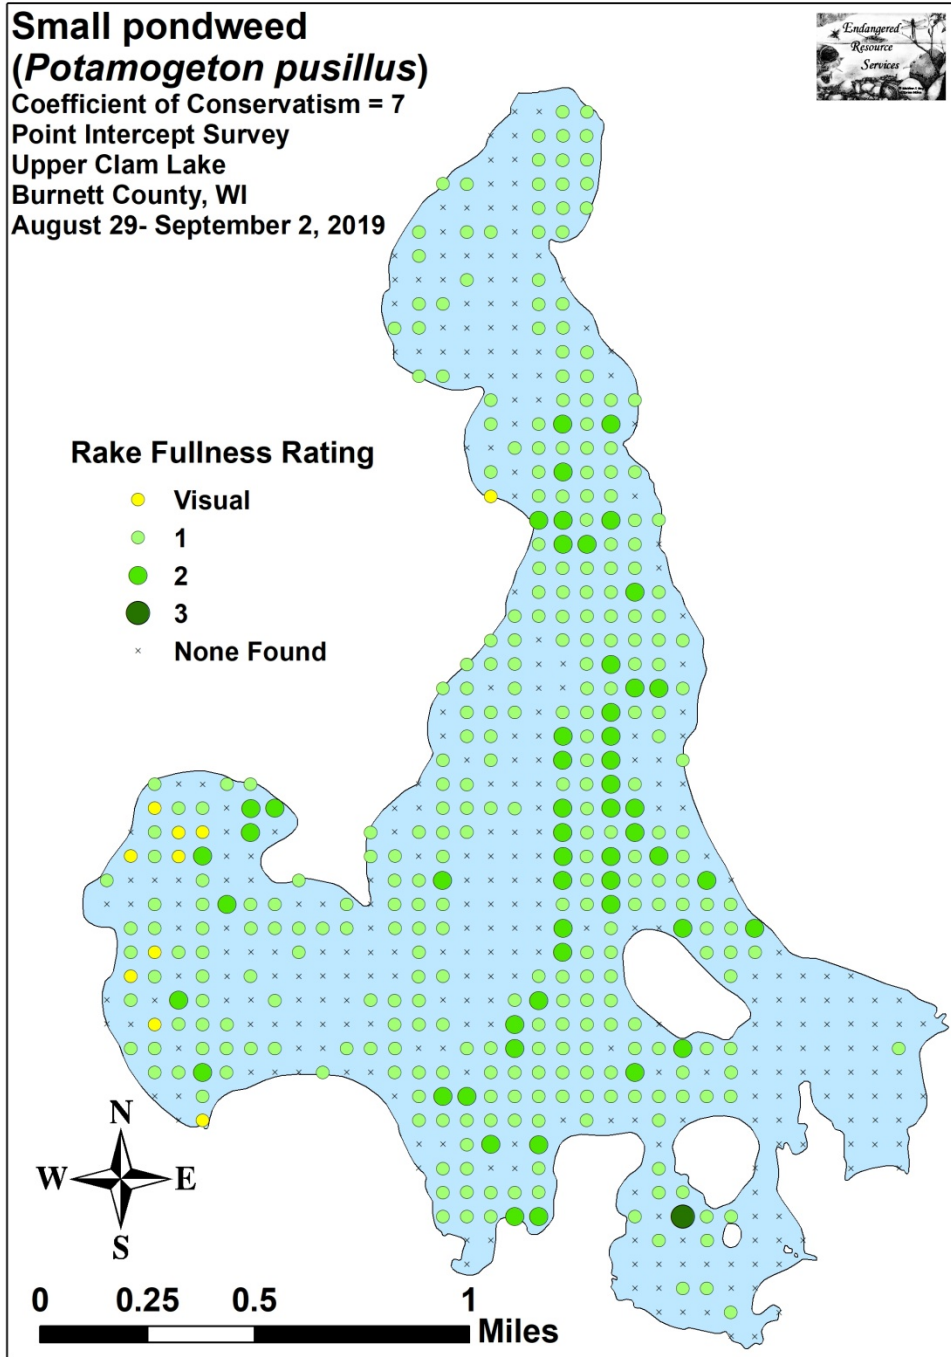 Small pondweed
(Potamogeton pusillus)
Coefficient of Conservatism = 7
Point Intercept Survey
Upper Clam Lake
Burnett County, WI
August 29- September 2, 2019
Endangered
Resource
Services
Rake Fullness Rating
Visual
1
2
3
None Found
N
W E
S
0 0.25 0.5 1
Miles